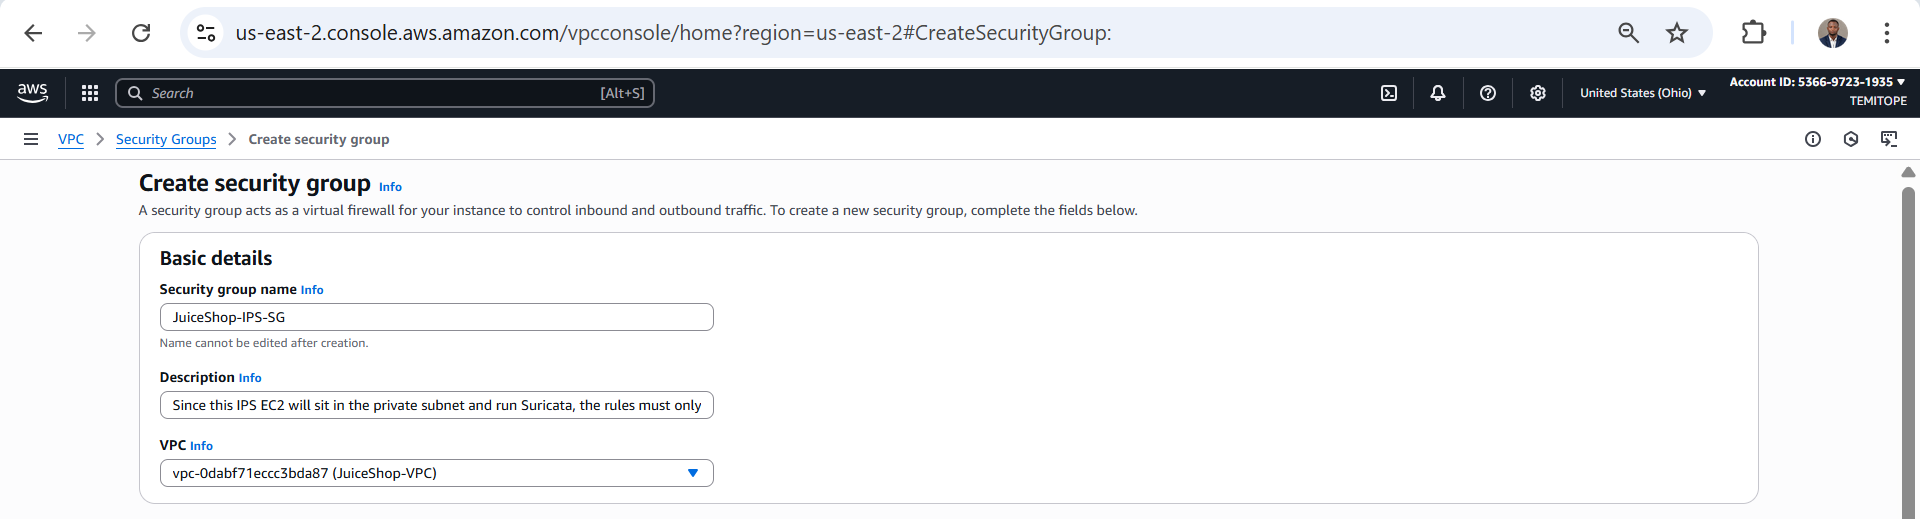 us-east-2.console.aws.amazon.com/vpcconsole/home?region=us-east-2#CreateSecurityGroup:
aws
Search
[Alt+S]
United States (Ohio)
Account ID: 5366-9723-1935
TEMITOPE
VPC
Security Groups
Create security group
Create security group Info
A security group acts as a virtual firewall for your instance to control inbound and outbound traffic. To create a new security group, complete the fields below.
Basic details
Security group name Info
JuiceShop-IPS-SG
Name cannot be edited after creation.
Description Info
Since this IPS EC2 will sit in the private subnet and run Suricata, the rules must only
VPC Info
vpc-0dabf71eccc3bda87 (JuiceShop-VPC)